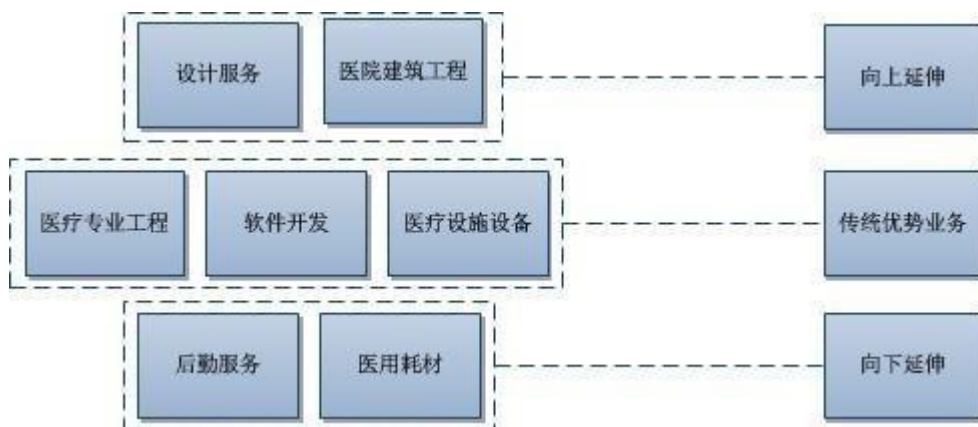 设计服务
医院建筑工程
向上延伸
医疗专业工程
软件开发
医疗设施设备
传统优势业务
后勤服务
医用耗材
向下延伸